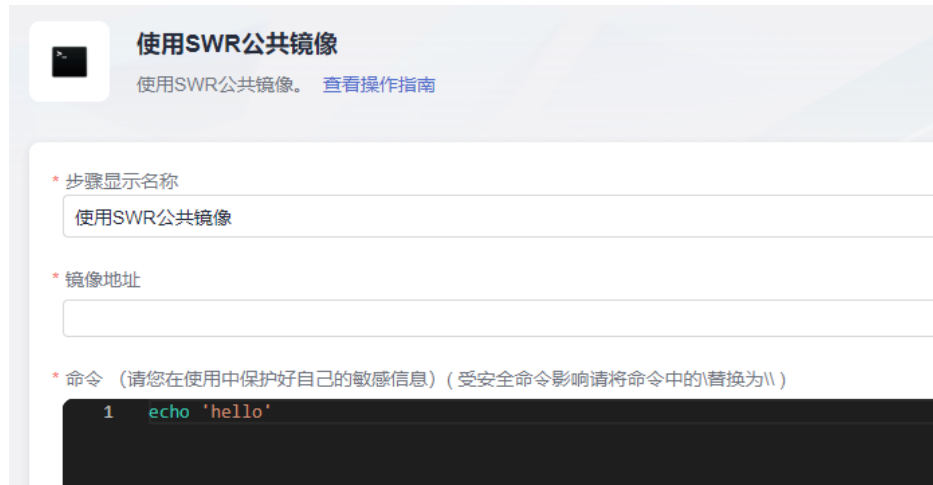 >_
使用SWR公共镜像
使用SWR公共镜像。 查看操作指南
* 步骤显示名称
使用SWR公共镜像
* 镜像地址
* 命令 （请您在使用中保护好自己的敏感信息）( 受安全命令影响请将命令中的\替换为\\ )
1 echo 'hello'